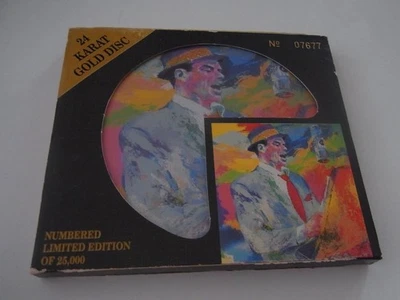 24
KARAT
GOLD DISC
Nº 07677
NUMBERED
LIMITED EDITION
OF 25,000